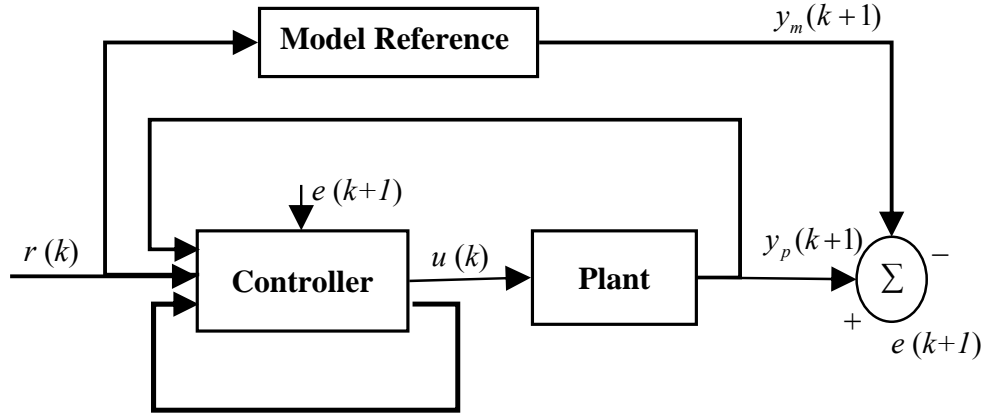 Model Reference
y_m(k+1)
e (k+1)
r (k)
Controller
u (k)
Plant
y_p(k+1)
Σ
−
+
e (k+1)